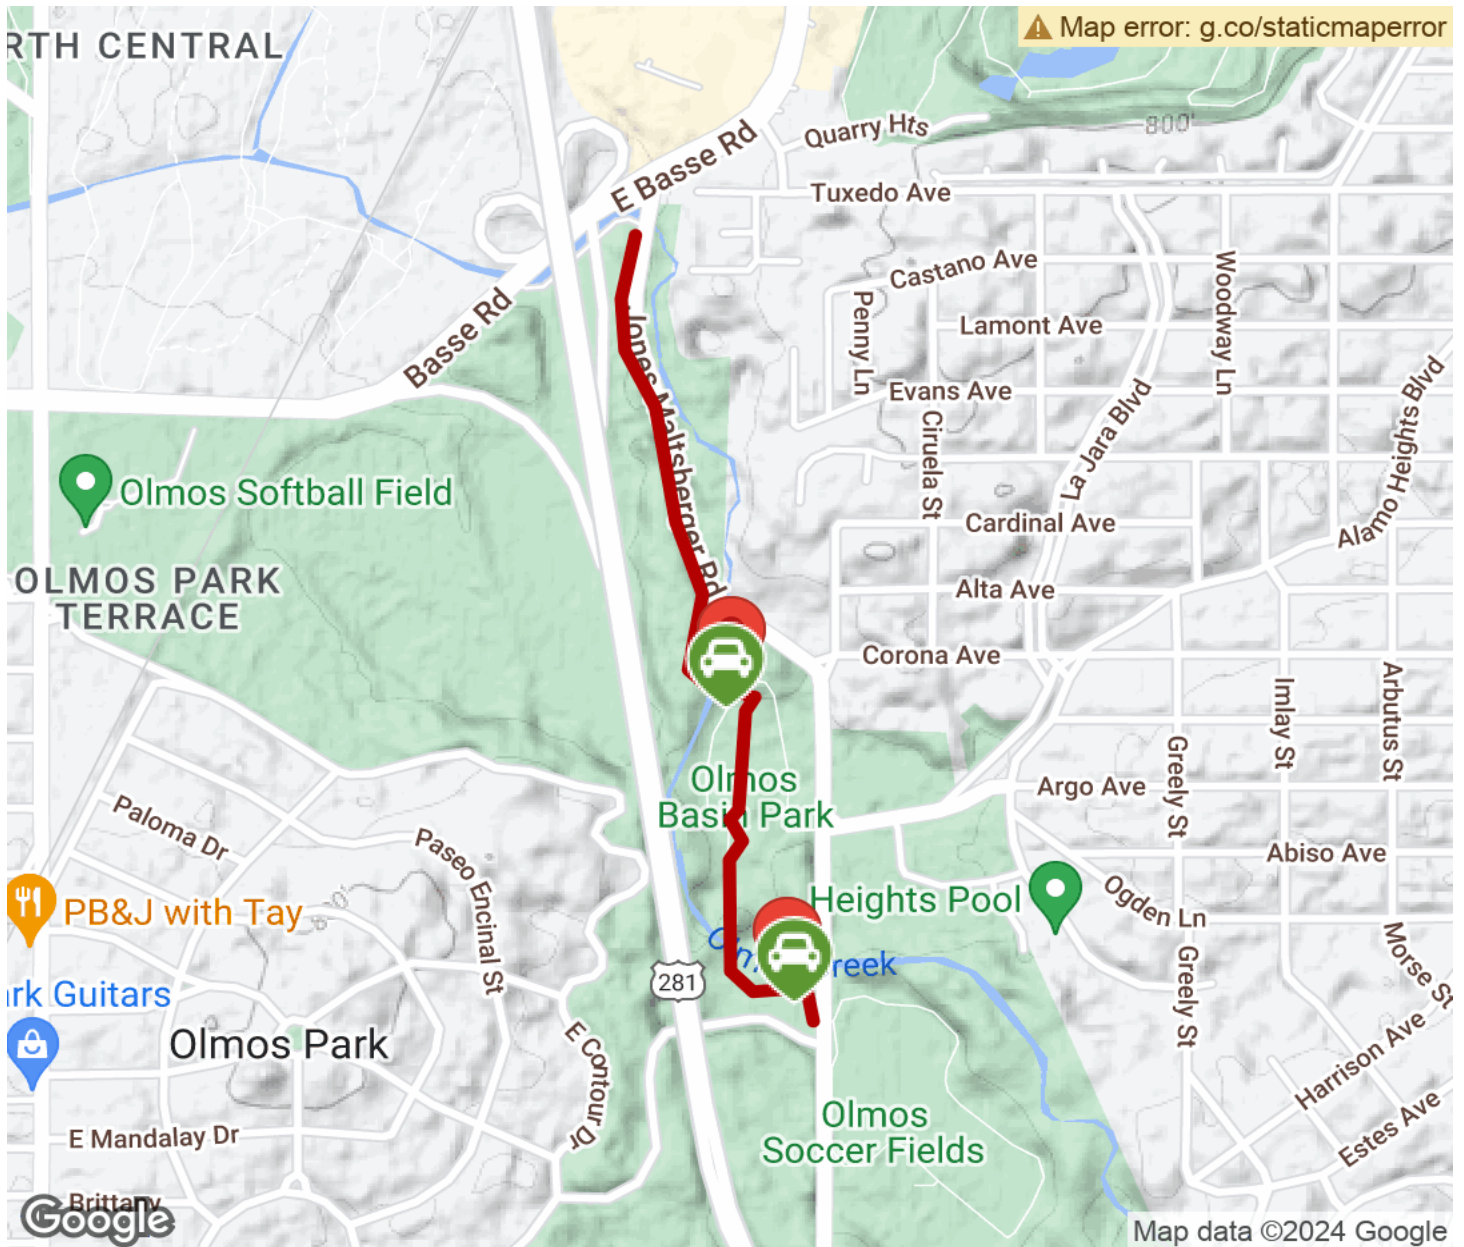 Map error: g.co/staticmaperror
RTH CENTRAL
800'
Quarry Hts
E Basse Rd
Tuxedo Ave
Castano Ave
Woodway Ln
Penny Ln
Lamont Ave
Basse Rd
Jones Maltsberger Rd
Evans Ave
La Jara Blvd
Alamo Heights Blvd
Ciruela St
Olmos Softball Field
Cardinal Ave
OLMOS PARK
TERRACE
Alta Ave
Corona Ave
Imlay St
Arbutus St
Greely St
Olmos
Basin Park
Argo Ave
Paloma Dr
Paseo Encinal St
Abiso Ave
Heights Pool
Ogden Ln
PB&J with Tay
Morse St
reek
281
rk Guitars
Greely St
Olmos Park
E Contour Dr
Harrison Ave
Olmos
Soccer Fields
Estes Ave
E Mandalay Dr
Brittany
Google
Map data ©2024 Google